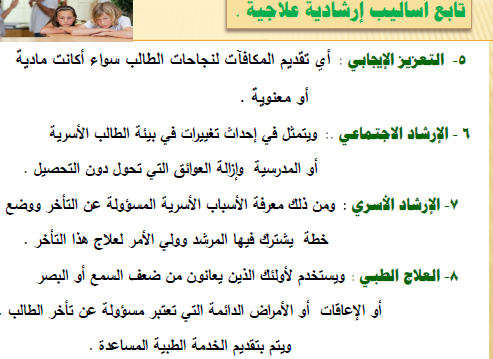 تابع أساليب إرشادية علاجية .
٥- التعزيز الإيجابي : أي تقديم المكافآت لنجاحات الطالب سواء أكانت مادية
أو معنوية .
٦ - الإرشاد الاجتماعي .: ويتمثل في إحداث تغييرات في بيئة الطالب الأسرية
أو المدرسية وإزالة العوائق التي تحول دون التحصيل .
٧- الإرشاد الأسري : ومن ذلك معرفة الأسباب الأسرية المسؤولة عن التأخر ووضع
خطة يشترك فيها المرشد وولي الأمر لعلاج هذا التأخر .
٨- العلاج الطبي : ويستخدم لأولئك الذين يعانون من ضعف السمع أو البصر
أو الإعاقات أو الأمراض الدائمة التي تعتبر مسؤولة عن تأخر الطالب .
ويتم بتقديم الخدمة الطبية المساعدة .